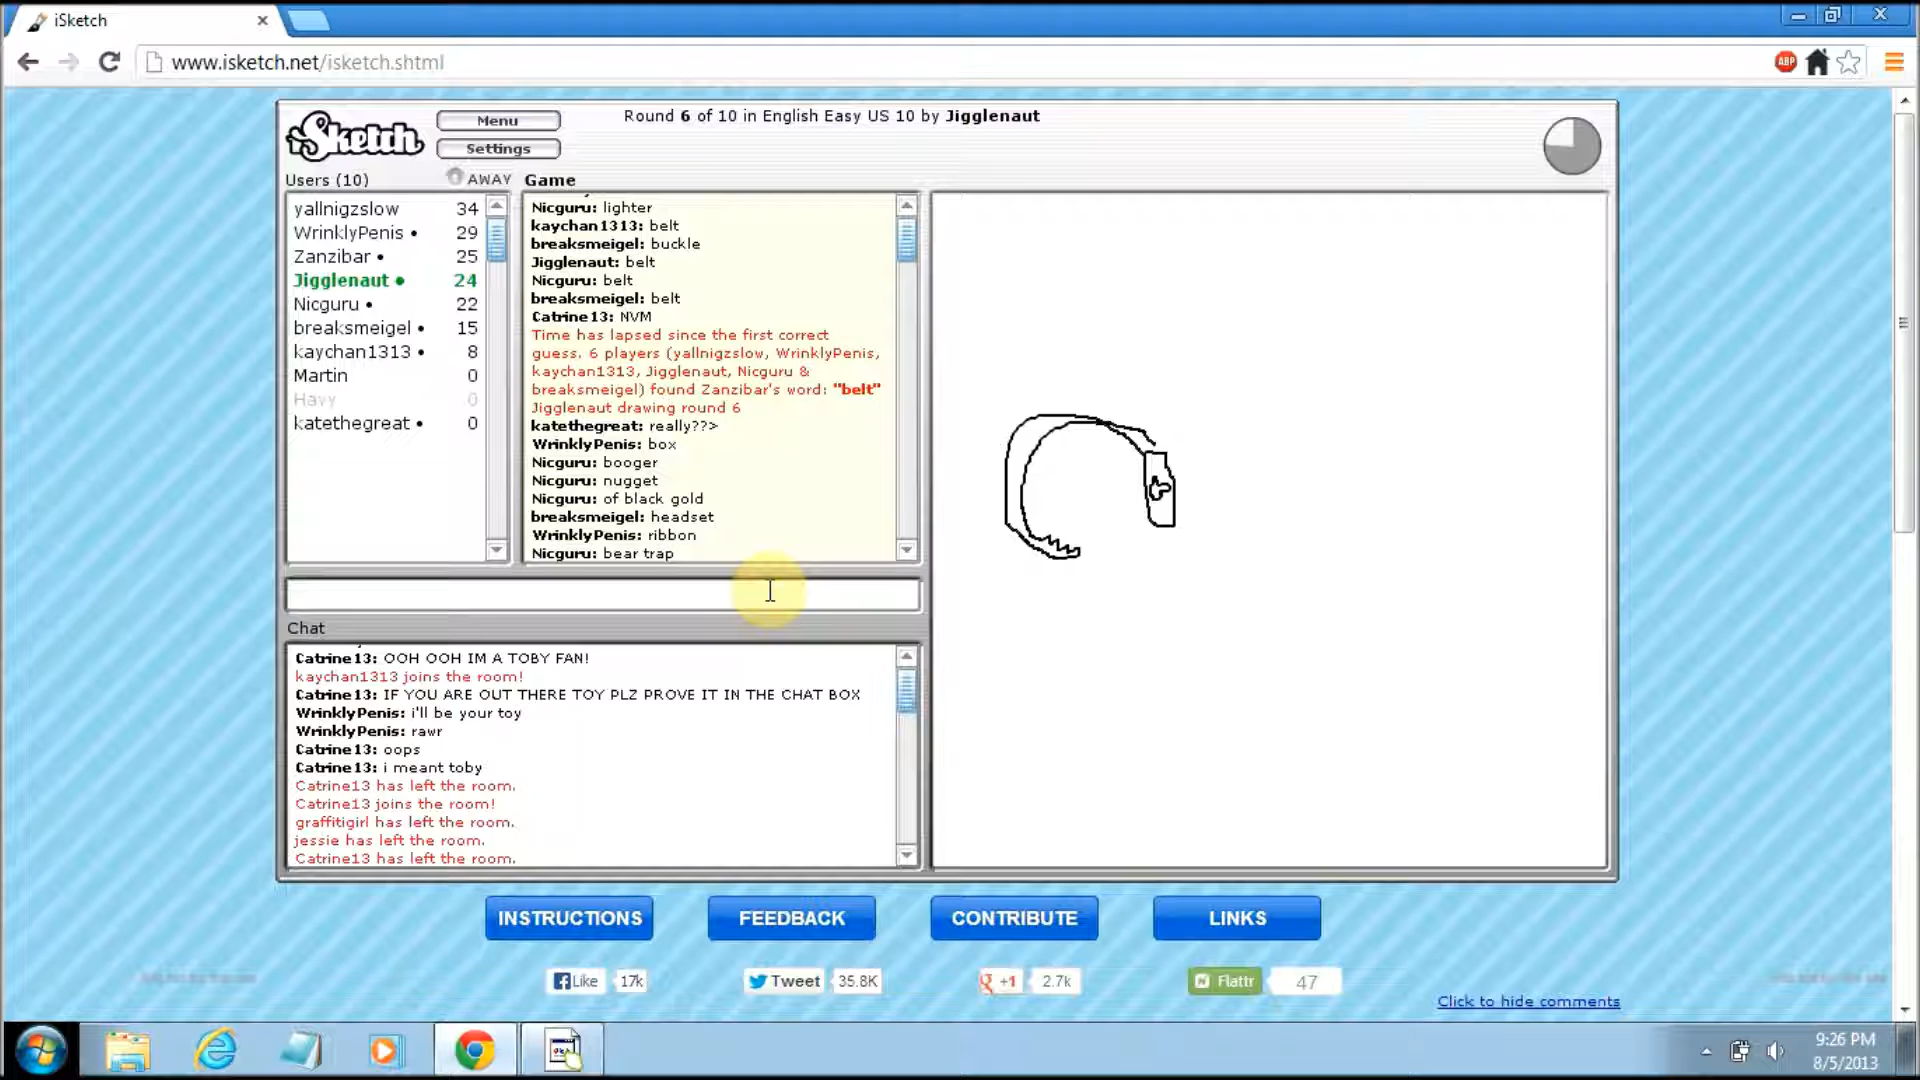 iSketch
www.isketch.net/isketch.shtml
ABP
iSketch
Menu
Settings
Round 6 of 10 in English Easy US 10 by Jigglenaut
Users (10)
AWAY
Game
yallnigzslow 34
WrinklyPenis • 29
Zanzibar • 25
Jigglenaut • 24
Nicguru • 22
breaksmeigel • 15
kaychan1313 • 8
Martin 0
Havy 0
katethegreat • 0
Nicguru: lighter
kaychan1313: belt
breaksmeigel: buckle
Jigglenaut: belt
Nicguru: belt
breaksmeigel: belt
Catrine13: NVM
Time has lapsed since the first correct
guess. 6 players (yallnigzslow, WrinklyPenis,
kaychan1313, Jigglenaut, Nicguru &
breaksmeigel) found Zanzibar's word: "belt"
Jigglenaut drawing round 6
katethegreat: really??>
WrinklyPenis: box
Nicguru: booger
Nicguru: nugget
Nicguru: of black gold
breaksmeigel: headset
WrinklyPenis: ribbon
Nicguru: bear trap
Chat
Catrine13: OOH OOH IM A TOBY FAN!
kaychan1313 joins the room!
Catrine13: IF YOU ARE OUT THERE TOY PLZ PROVE IT IN THE CHAT BOX
WrinklyPenis: i'll be your toy
WrinklyPenis: rawr
Catrine13: oops
Catrine13: i meant toby
Catrine13 has left the room.
Catrine13 joins the room!
graffitigirl has left the room.
jessie has left the room.
Catrine13 has left the room.
INSTRUCTIONS
FEEDBACK
CONTRIBUTE
LINKS
Like 17k
Tweet 35.8K
+1 2.7k
Flattr 47
Click to hide comments
9:26 PM
8/5/2013